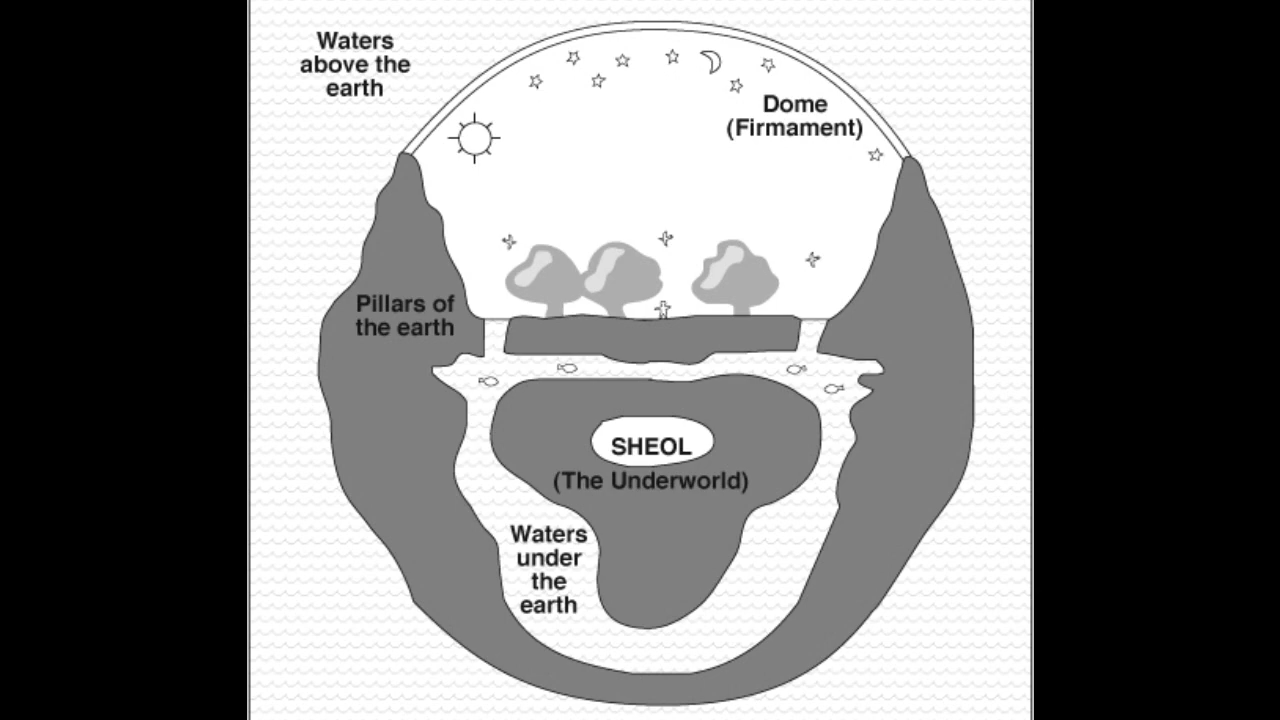 Waters
above the
earth
Dome
(Firmament)
Pillars of
the earth
SHEOL
(The Underworld)
Waters
under
the
earth